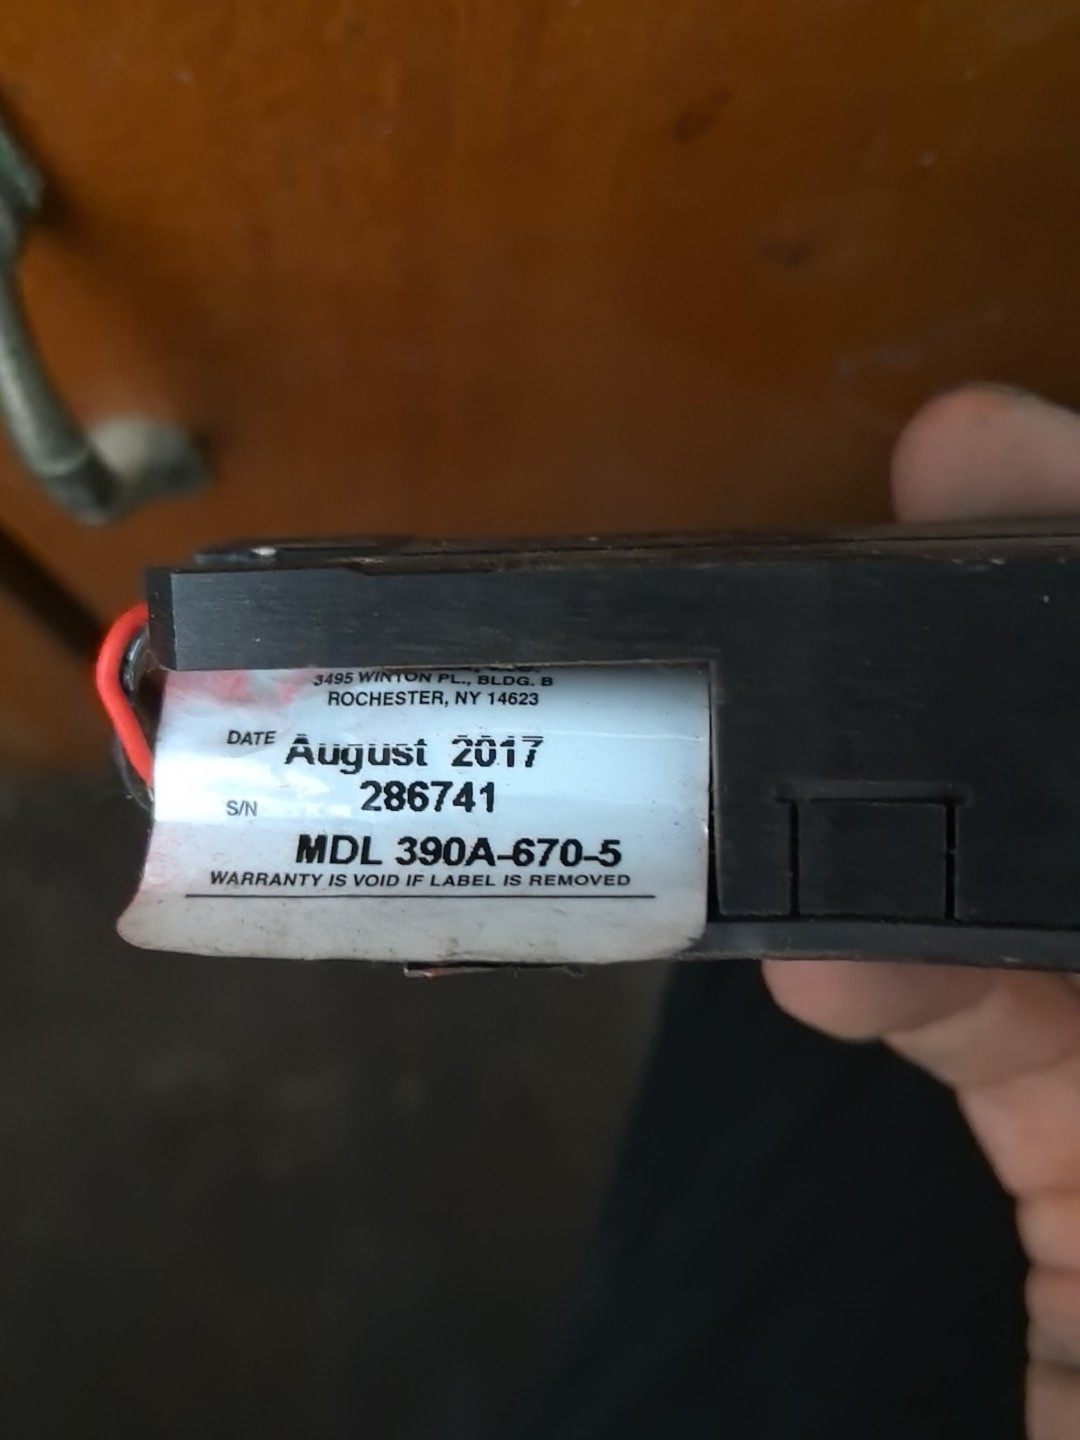 3495 WINTON PL., BLDG. B
ROCHESTER, NY 14623
DATE August 2017
S/N 286741
MDL 390A-670-5
WARRANTY IS VOID IF LABEL IS REMOVED